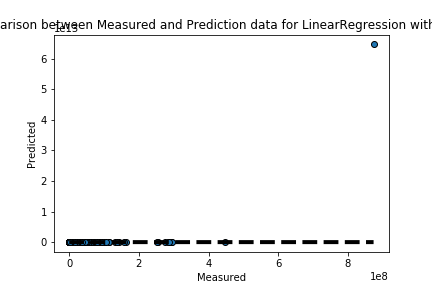 arison between Measured and Prediction data for LinearRegression with
1e13
6
5
4
3
2
1
0
Predicted
0 2 4 6 8
1e8
Measured